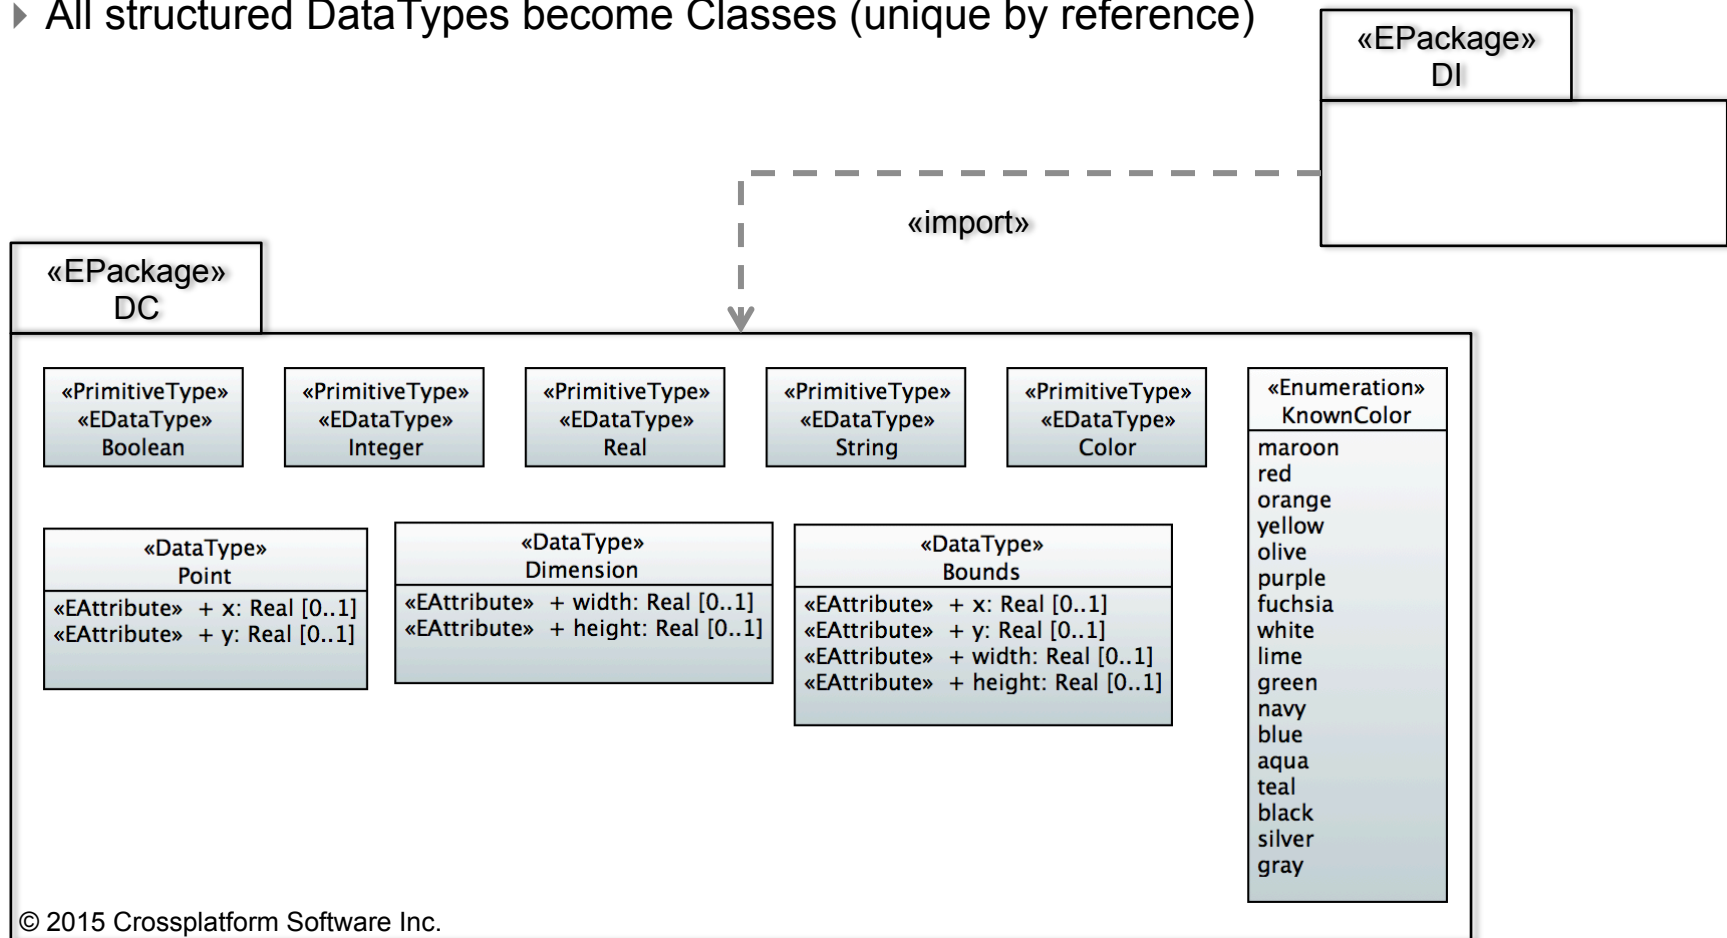 All structured DataTypes become Classes (unique by reference)
«EPackage»
DI
«import»
«EPackage»
DC
«PrimitiveType»
«EDataType»
Boolean
«PrimitiveType»
«EDataType»
Integer
«PrimitiveType»
«EDataType»
Real
«PrimitiveType»
«EDataType»
String
«PrimitiveType»
«EDataType»
Color
«Enumeration»
KnownColor
maroon
red
orange
yellow
olive
purple
fuchsia
white
lime
green
navy
blue
aqua
teal
black
silver
gray
«DataType»
Point
«EAttribute» + x: Real [0..1]
«EAttribute» + y: Real [0..1]
«DataType»
Dimension
«EAttribute» + width: Real [0..1]
«EAttribute» + height: Real [0..1]
«DataType»
Bounds
«EAttribute» + x: Real [0..1]
«EAttribute» + y: Real [0..1]
«EAttribute» + width: Real [0..1]
«EAttribute» + height: Real [0..1]
© 2015 Crossplatform Software Inc.